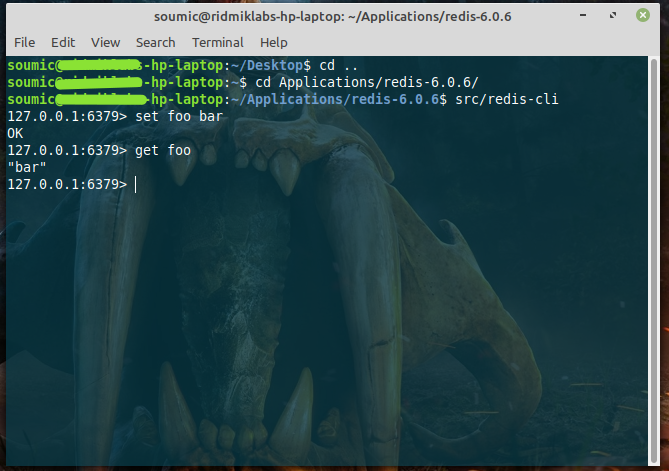 soumic@ridmiklabs-hp-laptop: ~/Applications/redis-6.0.6
File Edit View Search Terminal Help
soumic@s-hp-laptop:~/Desktop$ cd ..
soumic@s-hp-laptop:~$ cd Applications/redis-6.0.6/
soumic@-hp-laptop:~/Applications/redis-6.0.6$ src/redis-cli
127.0.0.1:6379> set foo bar
OK
127.0.0.1:6379> get foo
"bar"
127.0.0.1:6379>